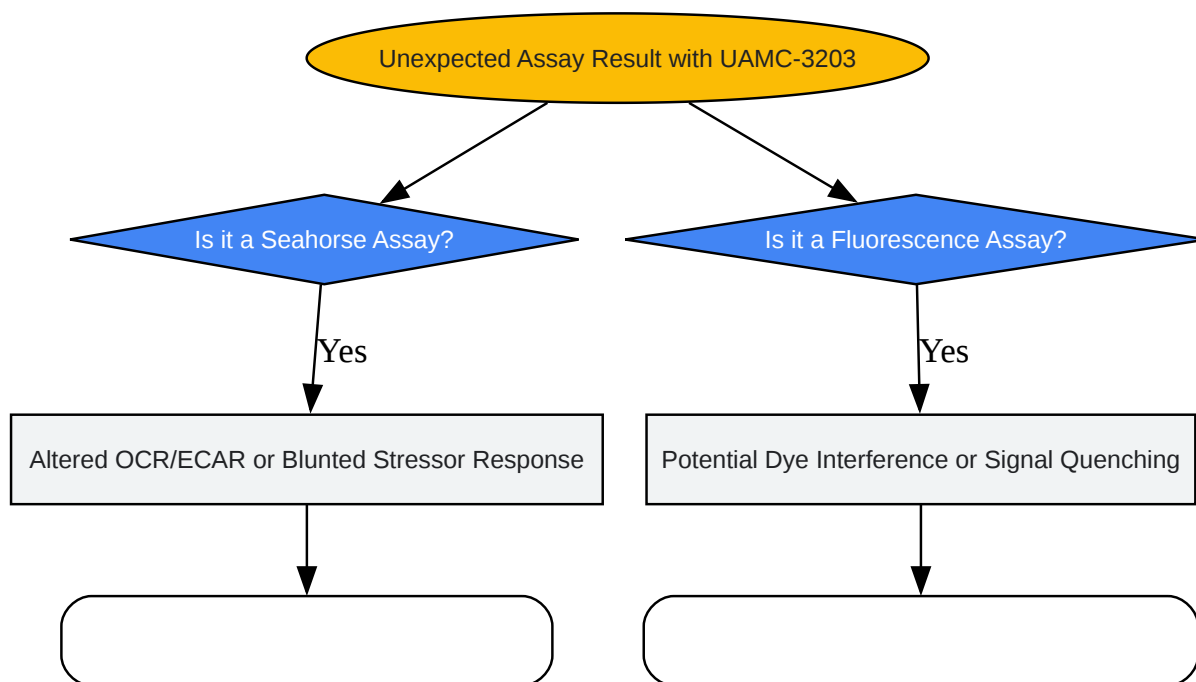 Unexpected Assay Result with UAMC-3203
Is it a Seahorse Assay?
Is it a Fluorescence Assay?
Yes
Yes
Altered OCR/ECAR or Blunted Stressor Response
Potential Dye Interference or Signal Quenching